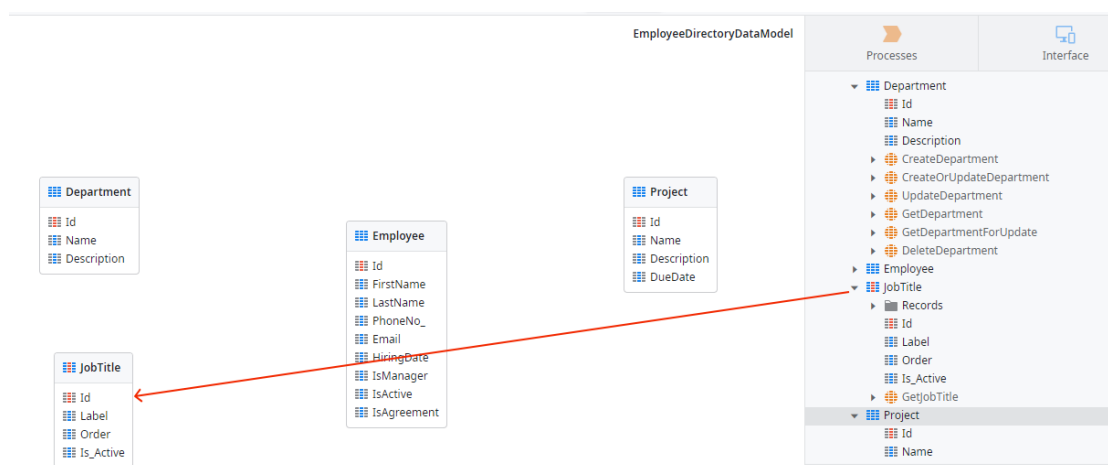 EmployeeDirectoryDataModel
Department
Id
Name
Description
Employee
Id
FirstName
LastName
PhoneNo_
Email
HiringDate
IsManager
IsActive
IsAgreement
Project
Id
Name
Description
DueDate
JobTitle
Id
Label
Order
Is_Active
Processes
Interface
Department
Id
Name
Description
CreateDepartment
CreateOrUpdateDepartment
UpdateDepartment
GetDepartment
GetDepartmentForUpdate
DeleteDepartment
Employee
JobTitle
Records
Id
Label
Order
Is_Active
GetJobTitle
Project
Id
Name